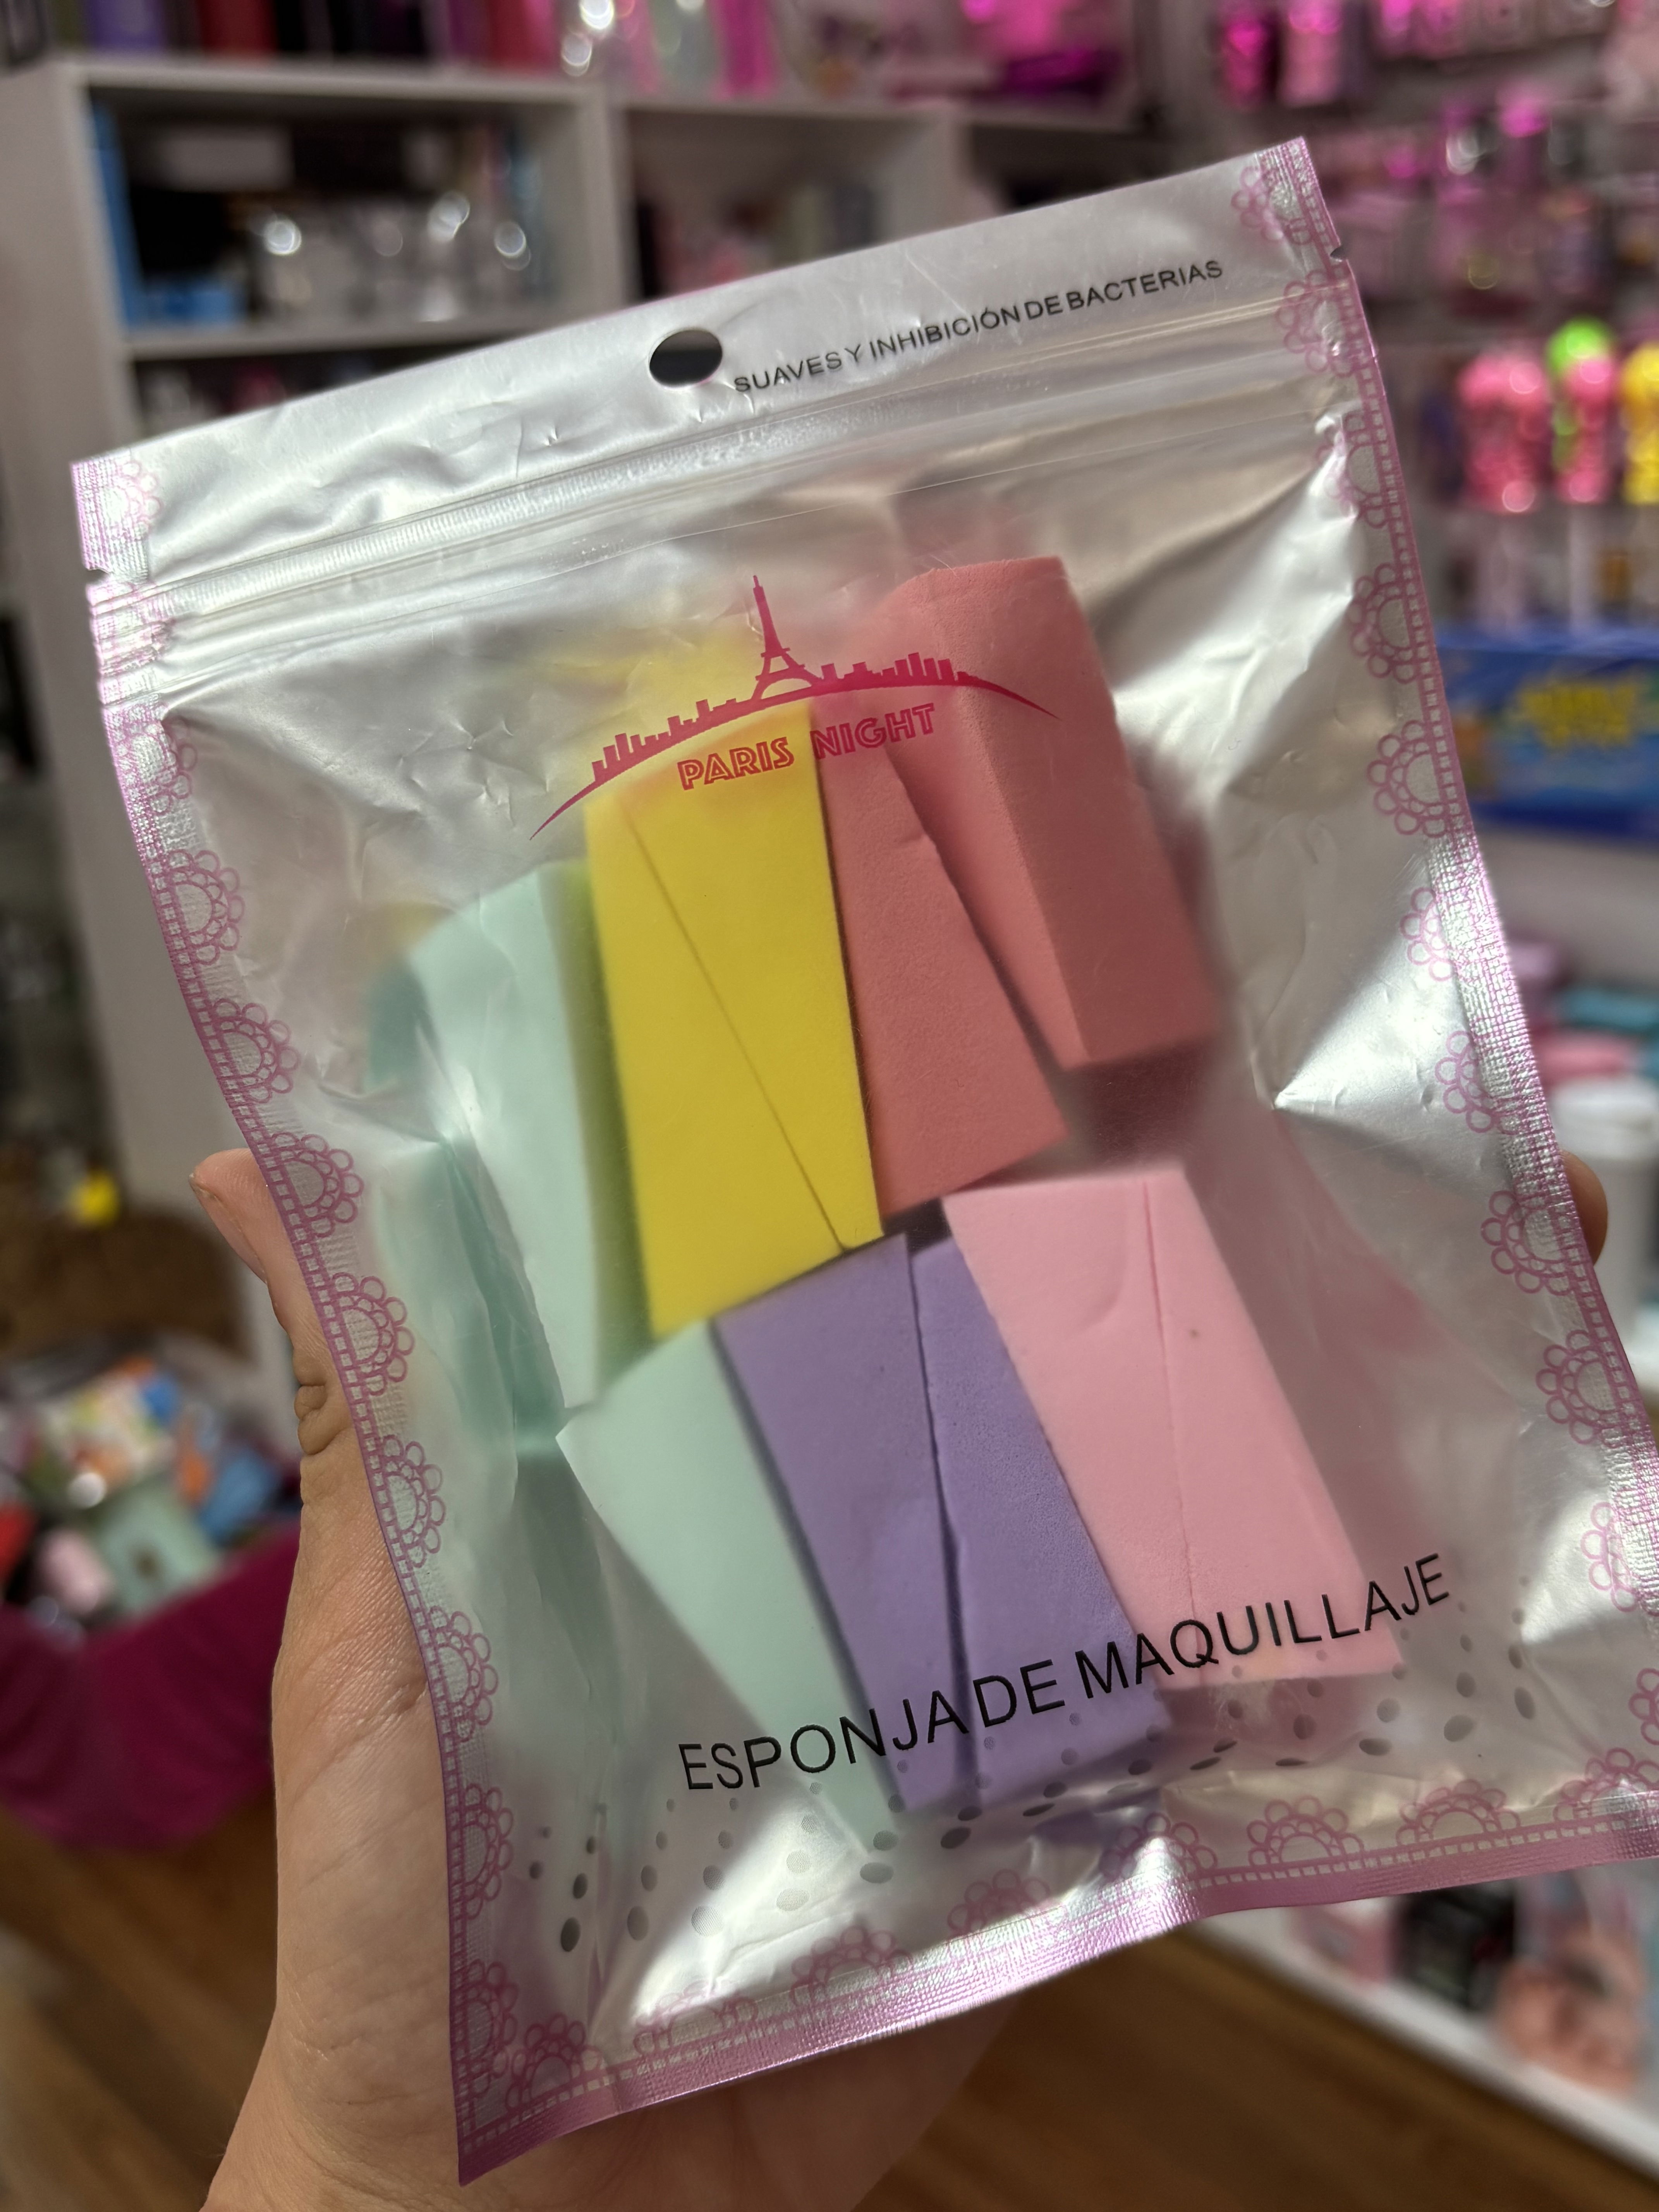 SUAVES Y INHIBICIÓN DE BACTERIAS
PARIS NIGHT
ESPONJA DE MAQUILLAJE